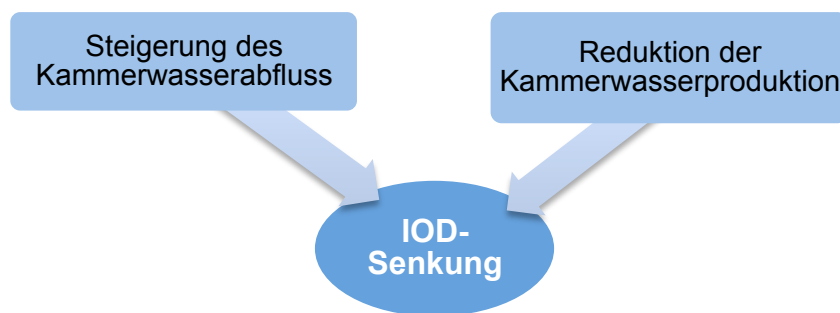 Steigerung des
Kammerwasserabfluss
Reduktion der
Kammerwasserproduktion
IOD-
Senkung